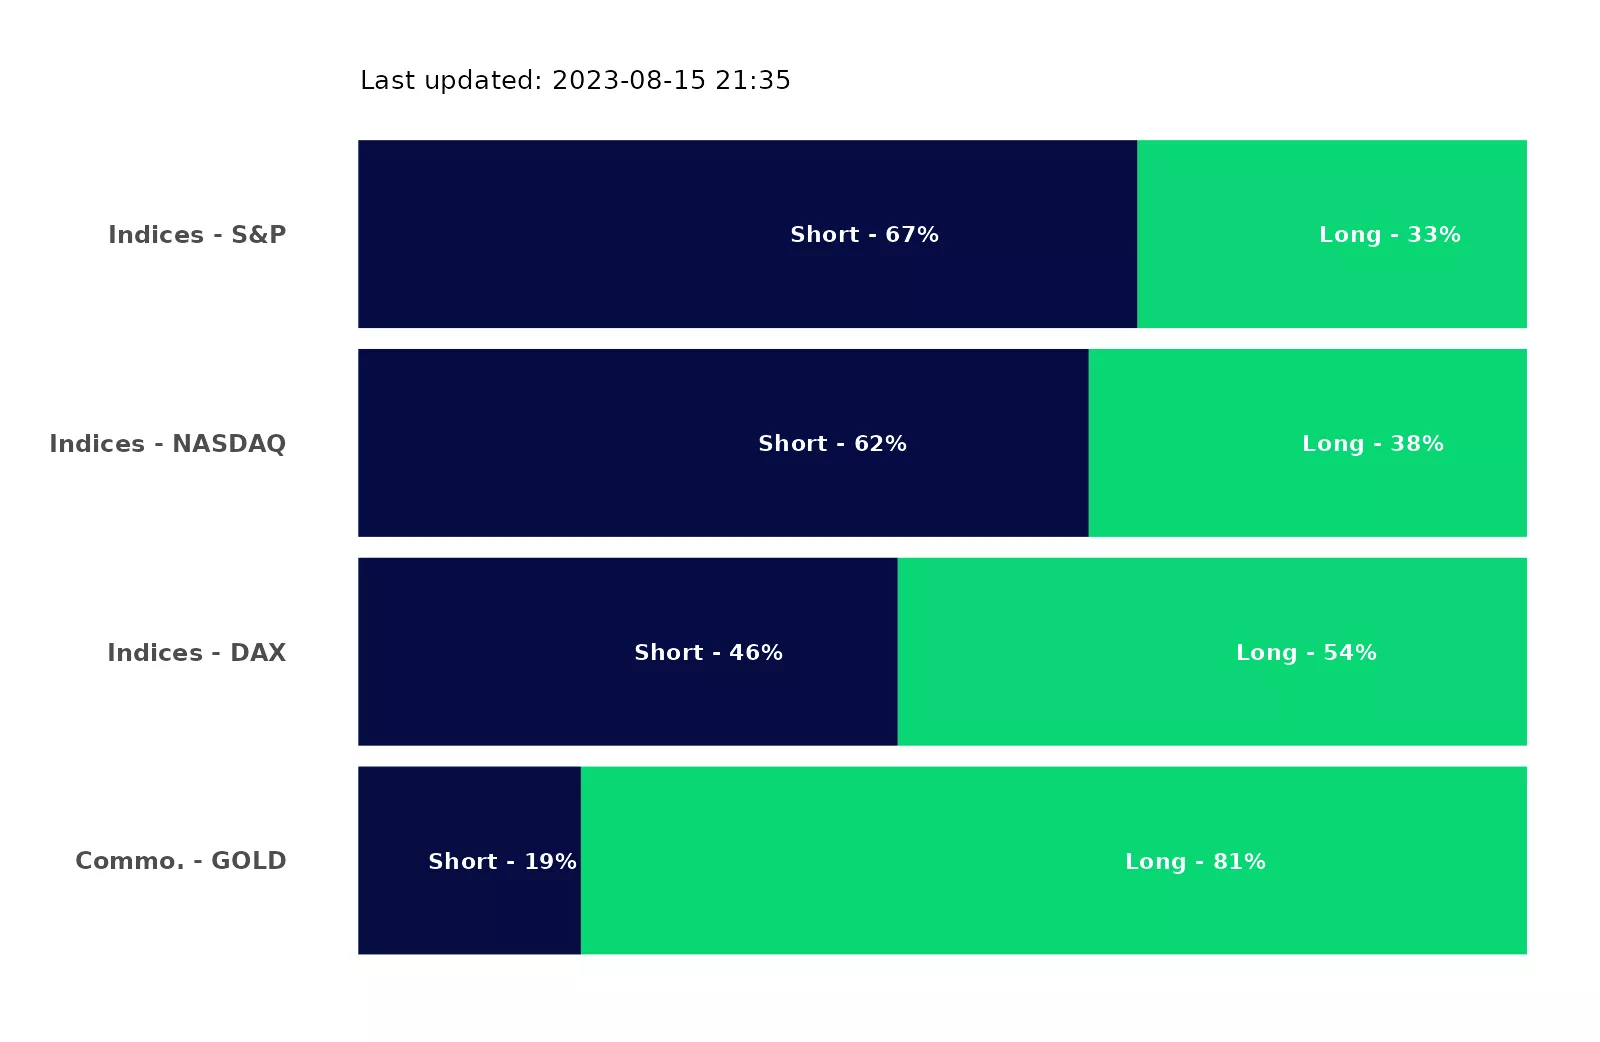 Last updated: 2023-08-15 21:35
Indices - S&P Short - 67% Long - 33%
Indices - NASDAQ Short - 62% Long - 38%
Indices - DAX Short - 46% Long - 54%
Commo. - GOLD Short - 19% Long - 81%